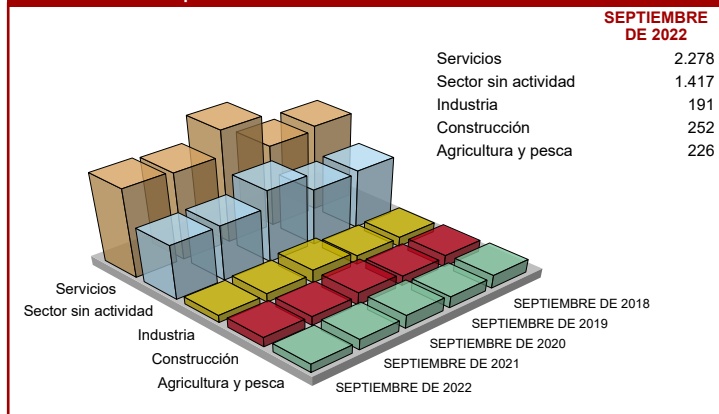 SEPTIEMBRE
DE 2022
Servicios 2.278
Sector sin actividad 1.417
Industria 191
Construcción 252
Agricultura y pesca 226
Servicios
Sector sin actividad
Industria
Construcción
Agricultura y pesca
SEPTIEMBRE DE 2018
SEPTIEMBRE DE 2019
SEPTIEMBRE DE 2020
SEPTIEMBRE DE 2021
SEPTIEMBRE DE 2022